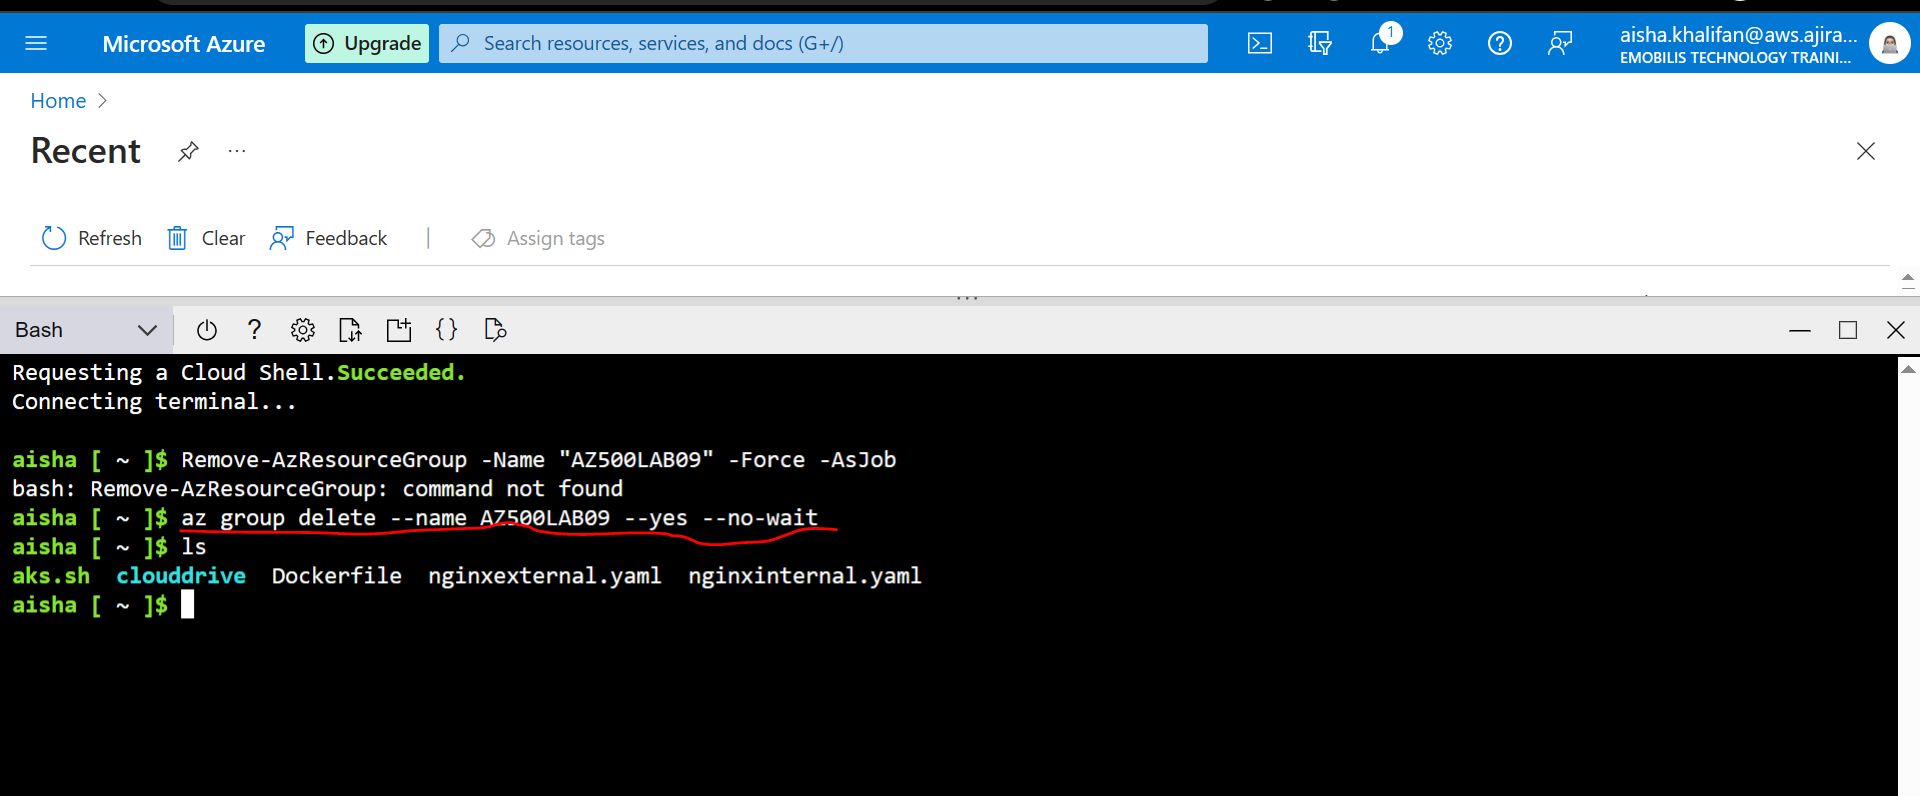 Microsoft Azure
Upgrade
Search resources, services, and docs (G+/)
1
aisha.khalifan@aws.ajira...
EMOBILIS TECHNOLOGY TRAINI...
Home >
Recent
...
Refresh
Clear
Feedback
|
Assign tags
Bash
?
{}
Requesting a Cloud Shell.Succeeded.
Connecting terminal...
aisha [ ~ ]$ Remove-AzResourceGroup -Name "AZ500LAB09" -Force -AsJob
bash: Remove-AzResourceGroup: command not found
aisha [ ~ ]$ az group delete --name AZ500LAB09 --yes --no-wait
aisha [ ~ ]$ ls
aks.sh  clouddrive  Dockerfile  nginxexternal.yaml  nginxinternal.yaml
aisha [ ~ ]$